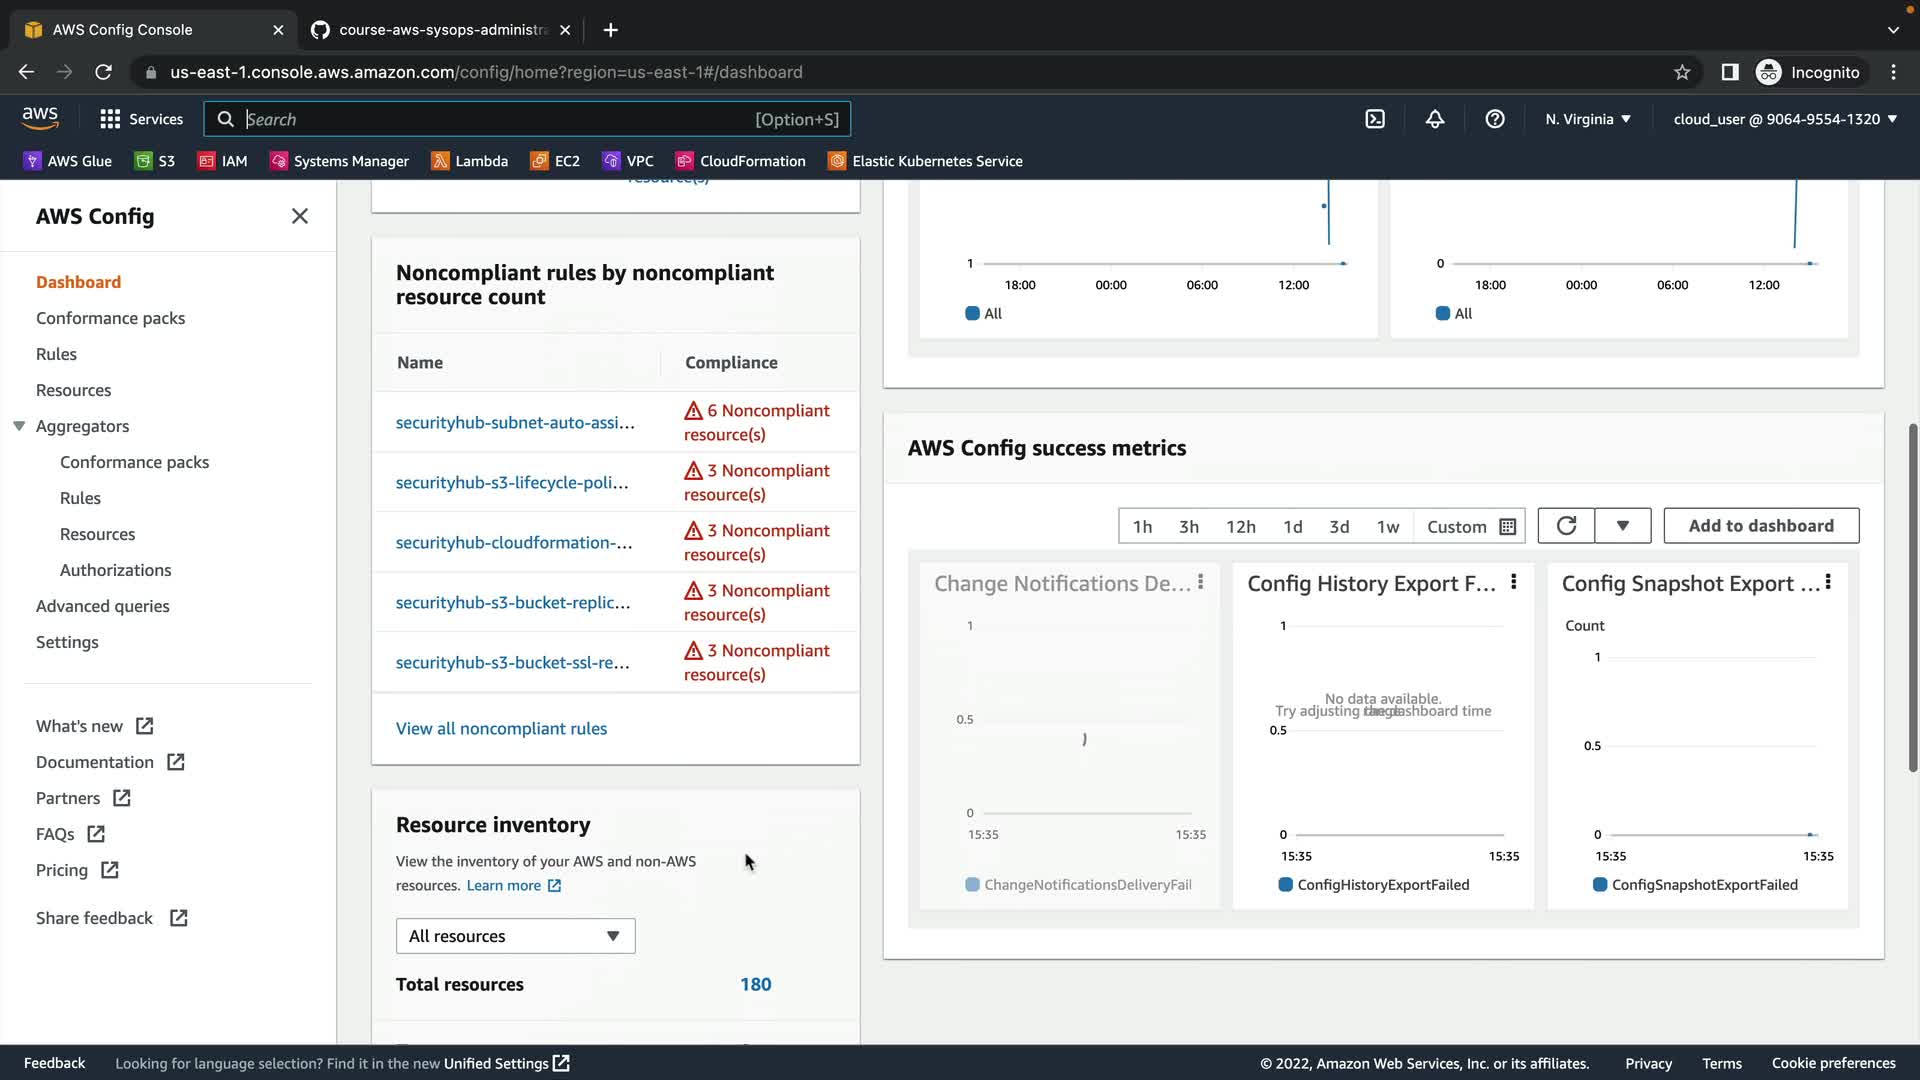 AWS Config Console
course-aws-sysops-administra
us-east-1.console.aws.amazon.com/config/home?region=us-east-1#/dashboard
Incognito
aws
Services
Search
[Option+S]
N. Virginia
cloud_user @ 9064-9554-1320
AWS Glue
S3
IAM
Systems Manager
Lambda
EC2
VPC
CloudFormation
Elastic Kubernetes Service
AWS Config
Dashboard
Conformance packs
Rules
Resources
Aggregators
Conformance packs
Rules
Resources
Authorizations
Advanced queries
Settings
What's new
Documentation
Partners
FAQs
Pricing
Share feedback
resource(s)
Noncompliant rules by noncompliant
resource count
Name
Compliance
securityhub-subnet-auto-assi...
6 Noncompliant
resource(s)
securityhub-s3-lifecycle-poli...
3 Noncompliant
resource(s)
securityhub-cloudformation-...
3 Noncompliant
resource(s)
securityhub-s3-bucket-replic...
3 Noncompliant
resource(s)
securityhub-s3-bucket-ssl-re...
3 Noncompliant
resource(s)
View all noncompliant rules
Resource inventory
View the inventory of your AWS and non-AWS
resources. Learn more
All resources
Total resources
180
1
18:00
00:00
06:00
12:00
All
0
18:00
00:00
06:00
12:00
All
AWS Config success metrics
1h
3h
12h
1d
3d
1w
Custom
Add to dashboard
Change Notifications De...
1
0.5
0
15:35
15:35
ChangeNotificationsDeliveryFail
Config History Export F...
1
No data available.
Try adjusting the dashboard time
0.5
0
15:35
15:35
ConfigHistoryExportFailed
Config Snapshot Export ...
Count
1
0.5
0
15:35
15:35
ConfigSnapshotExportFailed
Feedback
Looking for language selection? Find it in the new Unified Settings
© 2022, Amazon Web Services, Inc. or its affiliates.
Privacy
Terms
Cookie preferences